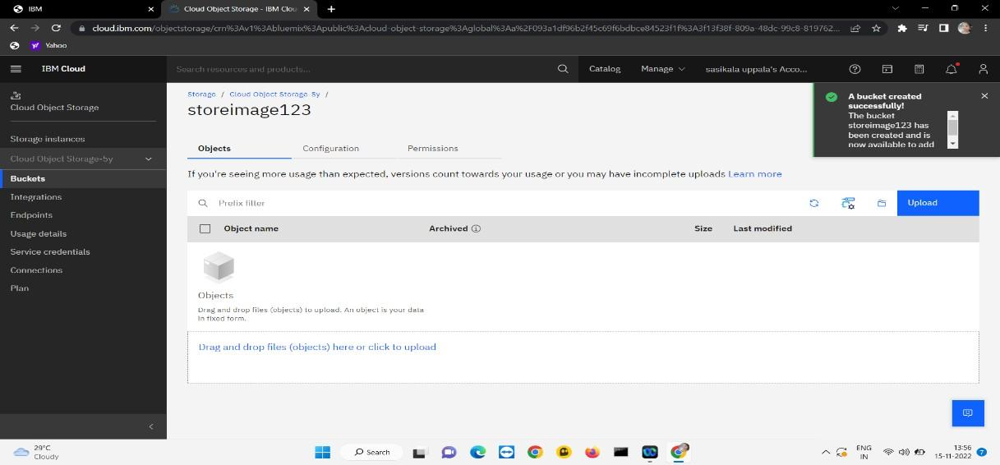 IBM
Cloud Object Storage - IBM Clou
cloud.ibm.com/objectstorage/crn%3Av1%3Abluemix%3Apublic%3Acloud-object-storage%3Aglobal%3Aa%2F093a1df96b2f45c69f6bdbce84523f1f%3A3f13f38f-809a-48dc-99c8-819762...
Yahoo
IBM Cloud
Search resources and products...
Catalog
Manage
sasikala uppala's Acco...
Cloud Object Storage
Storage instances
Cloud Object Storage-5y
Buckets
Integrations
Endpoints
Usage details
Service credentials
Connections
Plan
Storage / Cloud Object Storage-5y /
storeimage123
A bucket created
successfully!
The bucket
storeimage123 has
been created and is
now available to add
Objects
Configuration
Permissions
If you're seeing more usage than expected, versions count towards your usage or you may have incomplete uploads Learn more
Prefix filter
Upload
Object name
Archived
Size
Last modified
Objects
Drag and drop files (objects) to upload. An object is your data
in fixed form.
Drag and drop files (objects) here or click to upload
29°C
Cloudy
Search
ENG
IN
13:56
15-11-2022
7